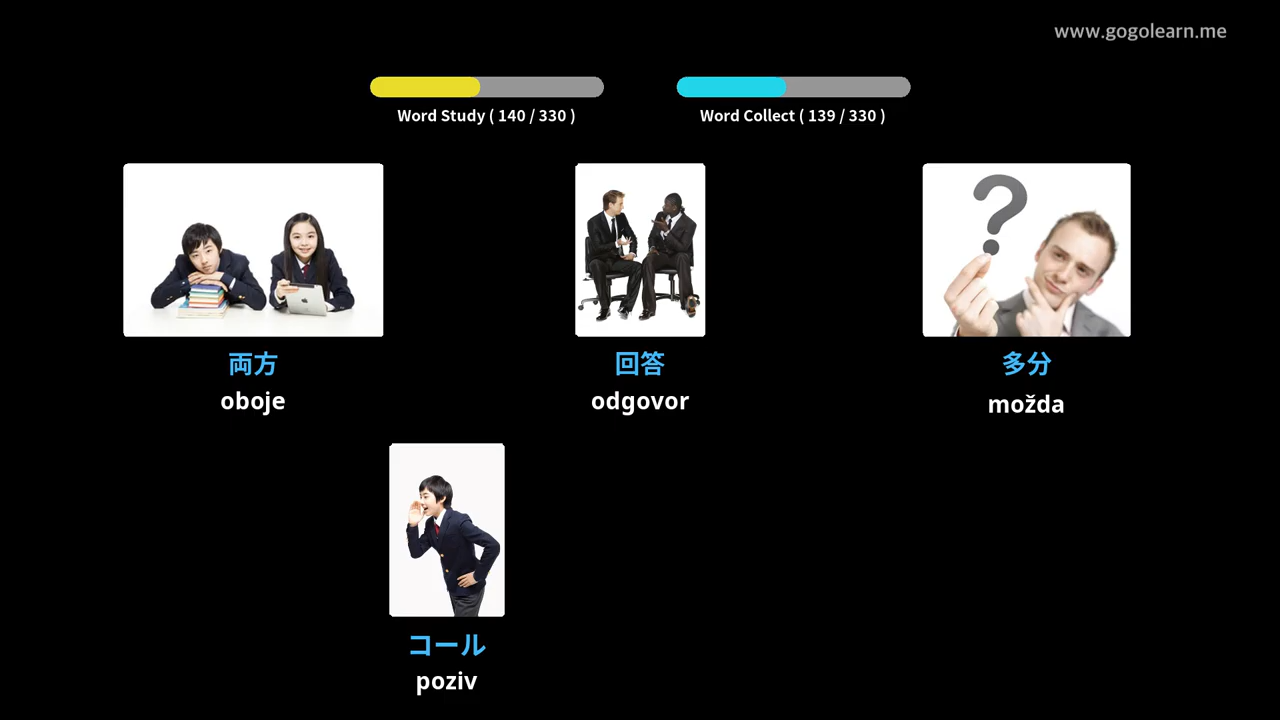 www.gogolearn.me
Word Study ( 140 / 330 )
Word Collect ( 139 / 330 )
両方
oboje
回答
odgovor
多分
možda
コール
poziv